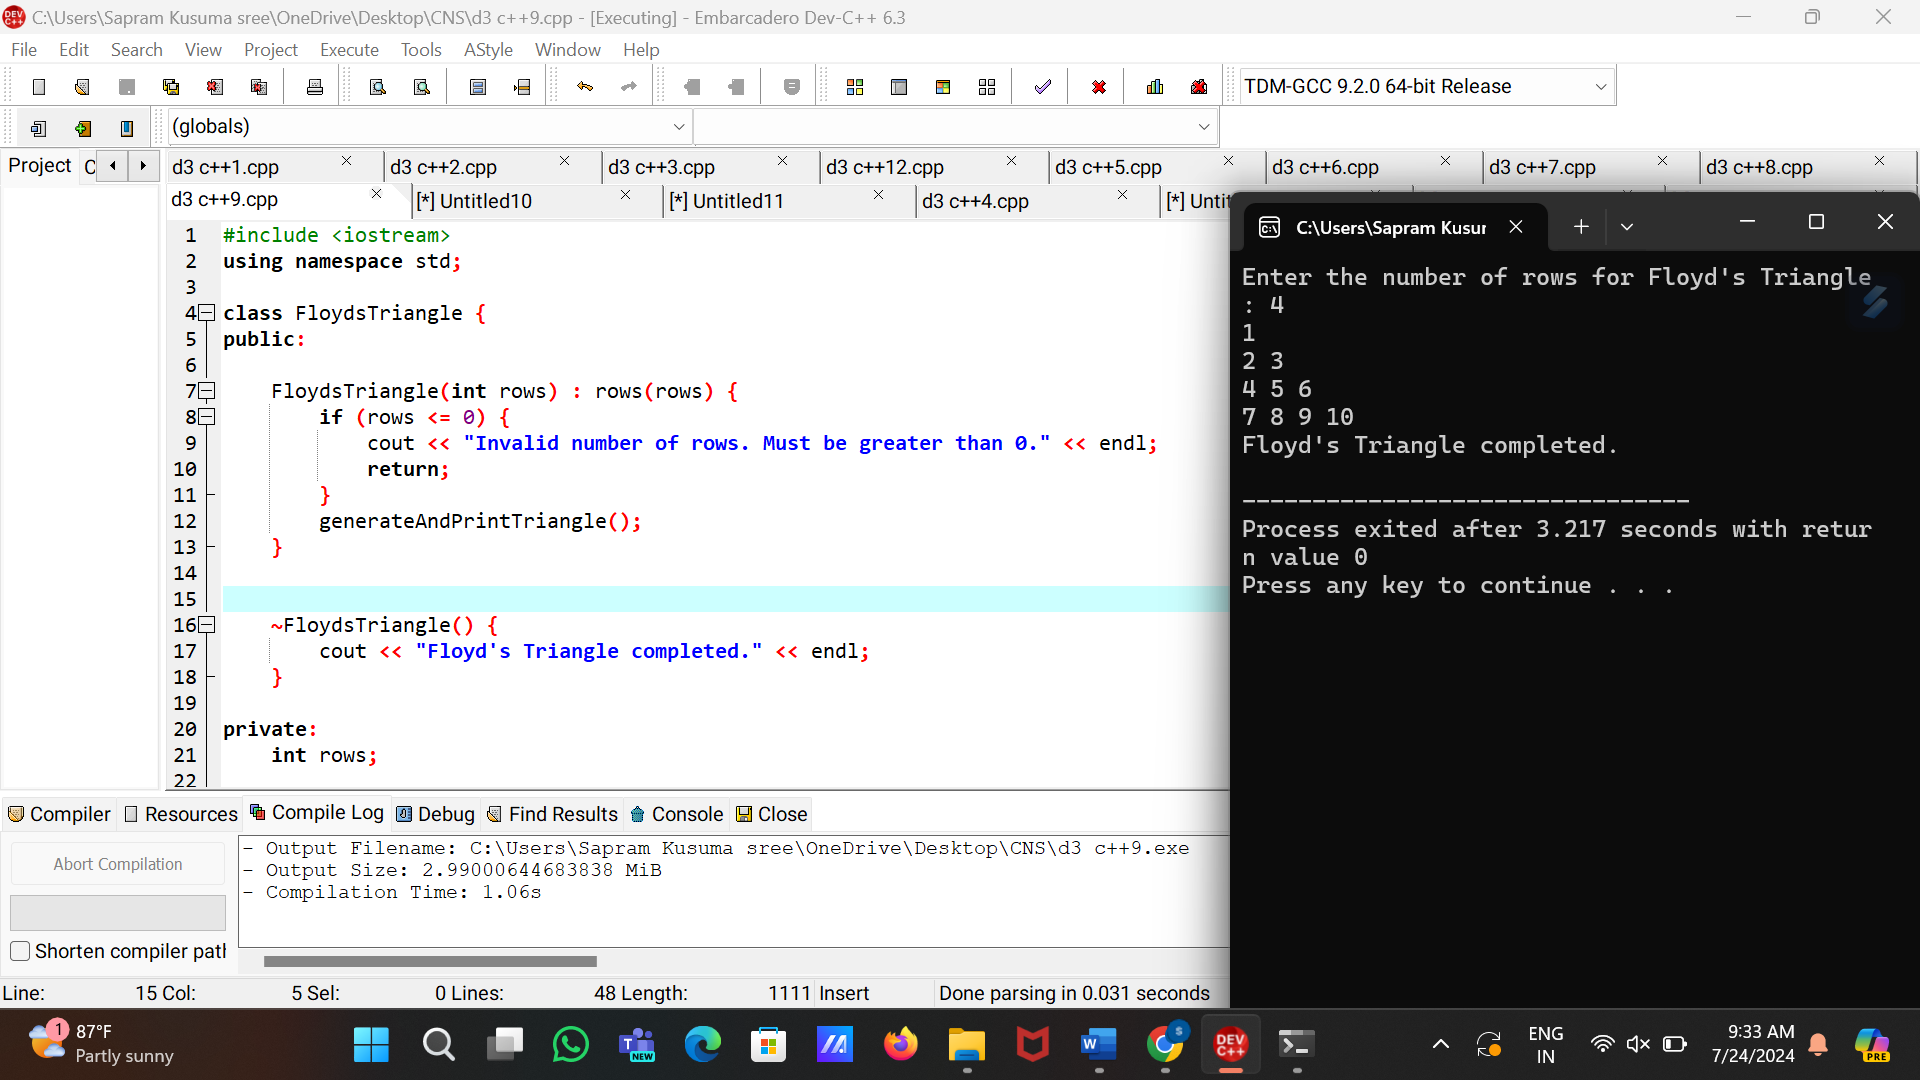 C:\Users\Sapram Kusuma sree\OneDrive\Desktop\CNS\d3 c++9.cpp - [Executing] - Embarcadero Dev-C++ 6.3
File Edit Search View Project Execute Tools AStyle Window Help
TDM-GCC 9.2.0 64-bit Release
(globals)
Project C
d3 c++1.cpp d3 c++2.cpp d3 c++3.cpp d3 c++12.cpp d3 c++5.cpp d3 c++6.cpp d3 c++7.cpp d3 c++8.cpp
d3 c++9.cpp [*] Untitled10 [*] Untitled11 d3 c++4.cpp [*] Unti
1 #include <iostream>
2 using namespace std;
3
4 class FloydsTriangle {
5 public:
6
7 FloydsTriangle(int rows) : rows(rows) {
8 if (rows <= 0) {
9 cout << "Invalid number of rows. Must be greater than 0." << endl;
10 return;
11 }
12 generateAndPrintTriangle();
13 }
14
15
16 ~FloydsTriangle() {
17 cout << "Floyd's Triangle completed." << endl;
18 }
19
20 private:
21 int rows;
22
C:\Users\Sapram Kusur
Enter the number of rows for Floyd's Triangle
: 4
1
2 3
4 5 6
7 8 9 10
Floyd's Triangle completed.
--------------------------------
Process exited after 3.217 seconds with retur
n value 0
Press any key to continue . . .
Compiler Resources Compile Log Debug Find Results Console Close
Abort Compilation
Shorten compiler path
- Output Filename: C:\Users\Sapram Kusuma sree\OneDrive\Desktop\CNS\d3 c++9.exe
- Output Size: 2.99000644683838 MiB
- Compilation Time: 1.06s
Line: 15 Col: 5 Sel: 0 Lines: 48 Length: 1111 Insert Done parsing in 0.031 seconds
1 87°F
Partly sunny
NEW
DEV C++
ENG
IN
9:33 AM
7/24/2024
PRE